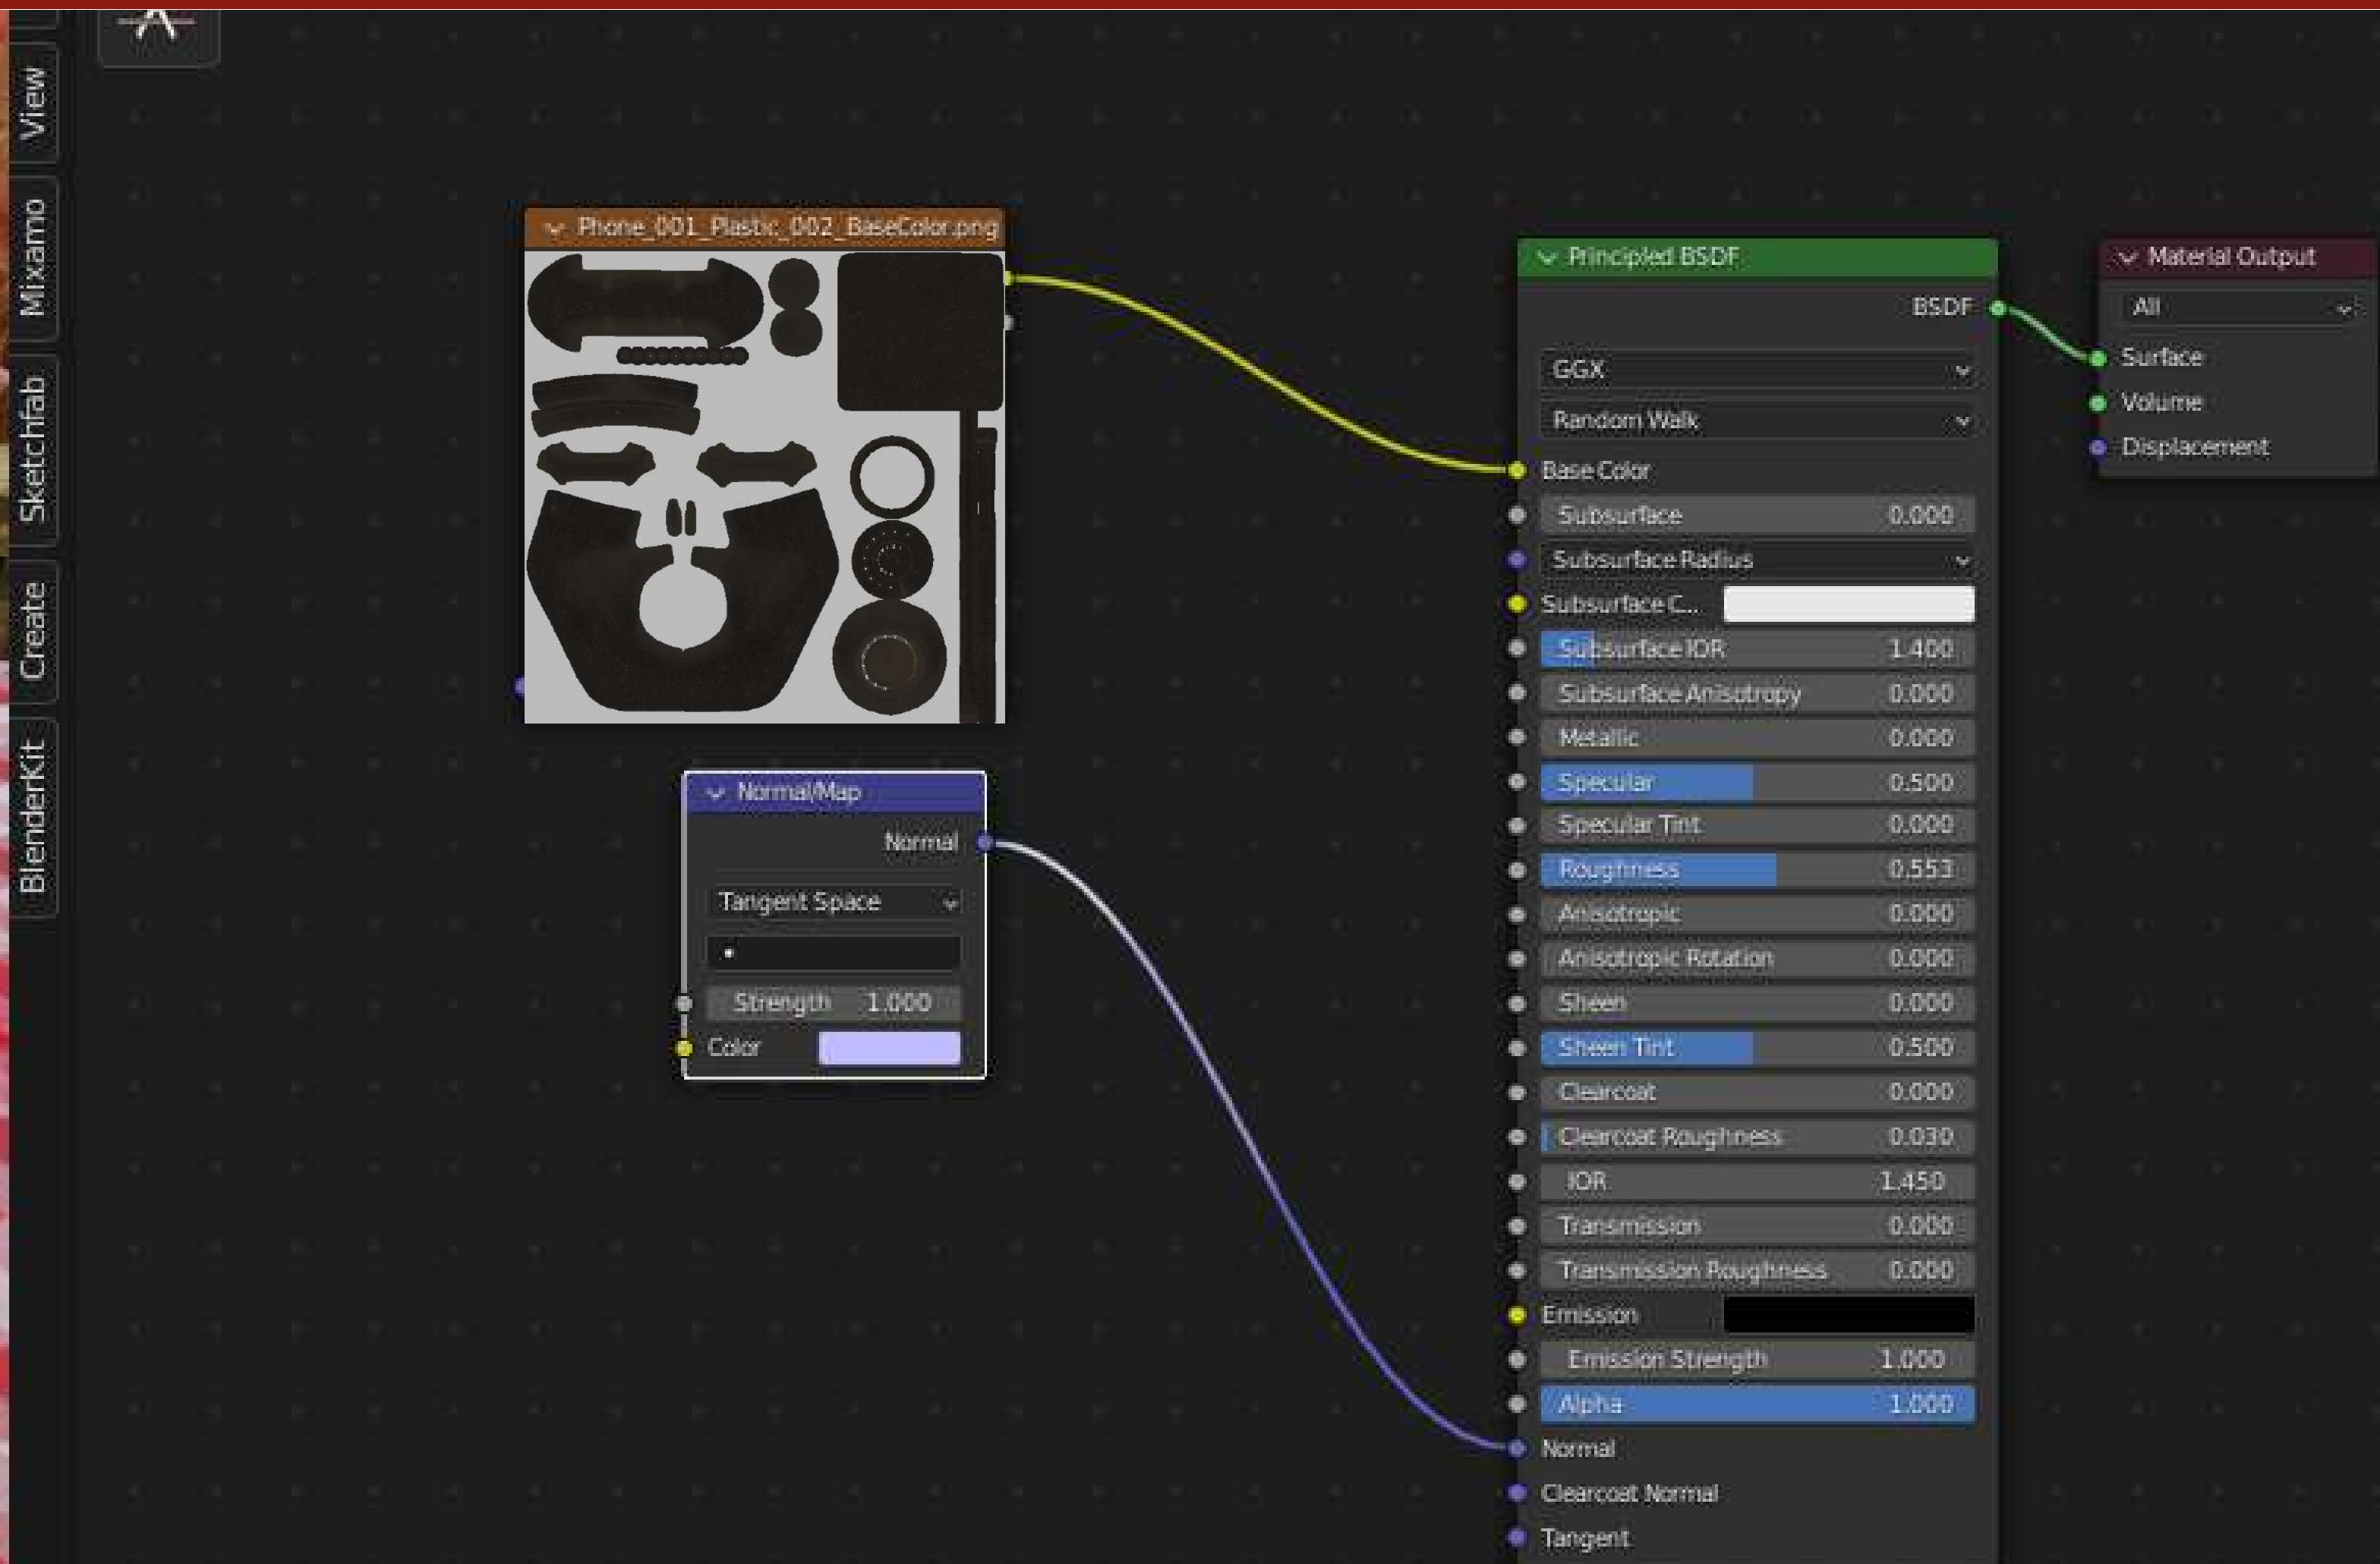 View
Mixamo
Sketchfab
Create
BlenderKit
Phone_001_Plastic_002_BaseColor.png
Normal/Map
Normal
Tangent Space
Strength 1.000
Color
Principled BSDF
BSDF
GGX
Random Walk
Base Color
Subsurface 0.000
Subsurface Radius
Subsurface C...
Subsurface IOR 1.400
Subsurface Anisotropy 0.000
Metallic 0.000
Specular 0.500
Specular Tint 0.000
Roughness 0.553
Anisotropic 0.000
Anisotropic Rotation 0.000
Sheen 0.000
Sheen Tint 0.500
Clearcoat 0.000
Clearcoat Roughness 0.030
IOR 1.450
Transmission 0.000
Transmission Roughness 0.000
Emission
Emission Strength 1.000
Alpha 1.000
Normal
Clearcoat Normal
Tangent
Material Output
All
Surface
Volume
Displacement